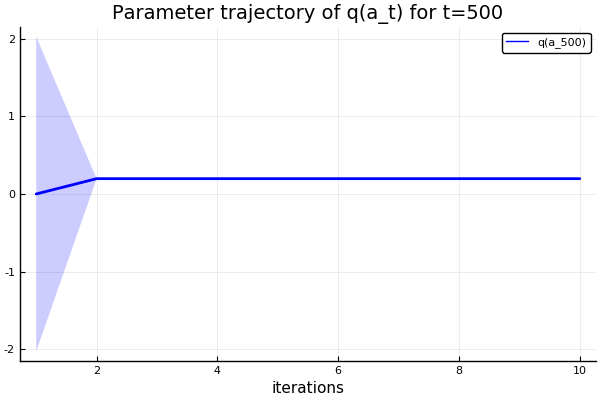 Parameter trajectory of q(a_t) for t=500
q(a_500)
2
1
0
-1
-2
2 4 6 8 10
iterations